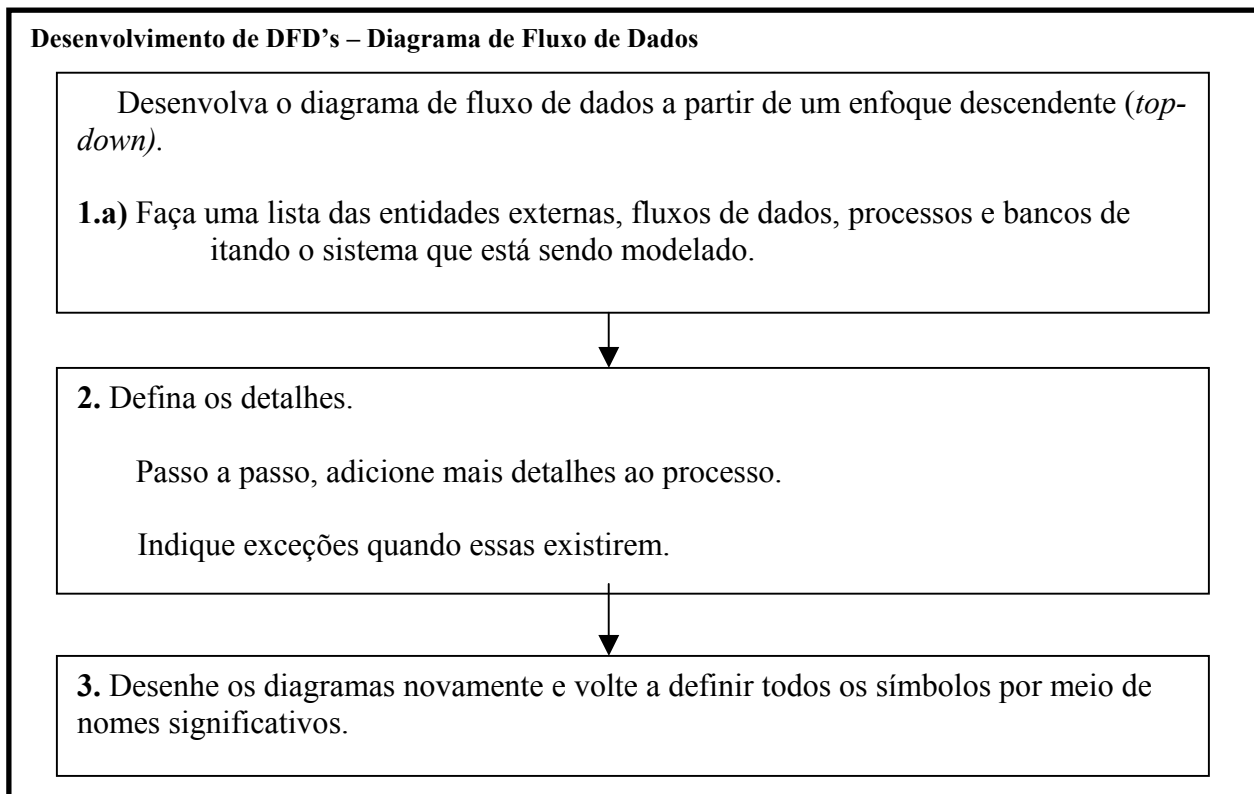 Desenvolvimento de DFD's – Diagrama de Fluxo de Dados
Desenvolva o diagrama de fluxo de dados a partir de um enfoque descendente (top-
down).
1.a) Faça uma lista das entidades externas, fluxos de dados, processos e bancos de
itando o sistema que está sendo modelado.
2. Defina os detalhes.
Passo a passo, adicione mais detalhes ao processo.
Indique exceções quando essas existirem.
3. Desenhe os diagramas novamente e volte a definir todos os símbolos por meio de
nomes significativos.